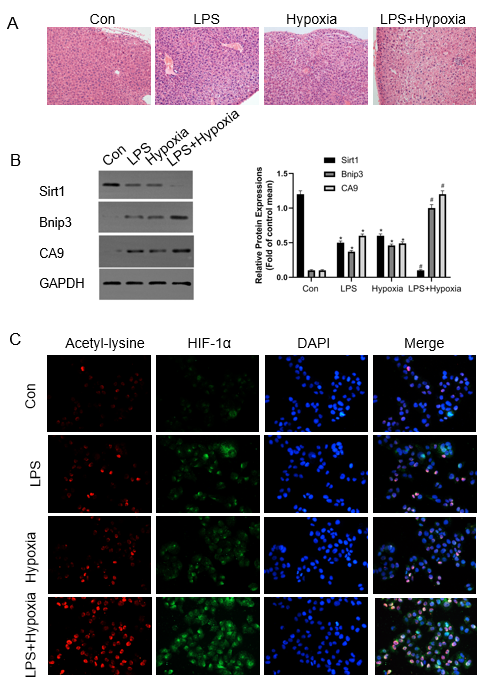 A
Con
LPS
Hypoxia
LPS+Hypoxia
B
Con
LPS
Hypoxia
LPS+Hypoxia
Sirt1
Bnip3
CA9
GAPDH
Sirt1
Bnip3
CA9
Relative Protein Expressions
(Fold of control mean)
1.5
1.0
0.5
0.0
* * *
* * *
# # #
Con
LPS
Hypoxia
LPS+Hypoxia
C
Acetyl-lysine
HIF-1α
DAPI
Merge
Con
LPS
Hypoxia
LPS+Hypoxia